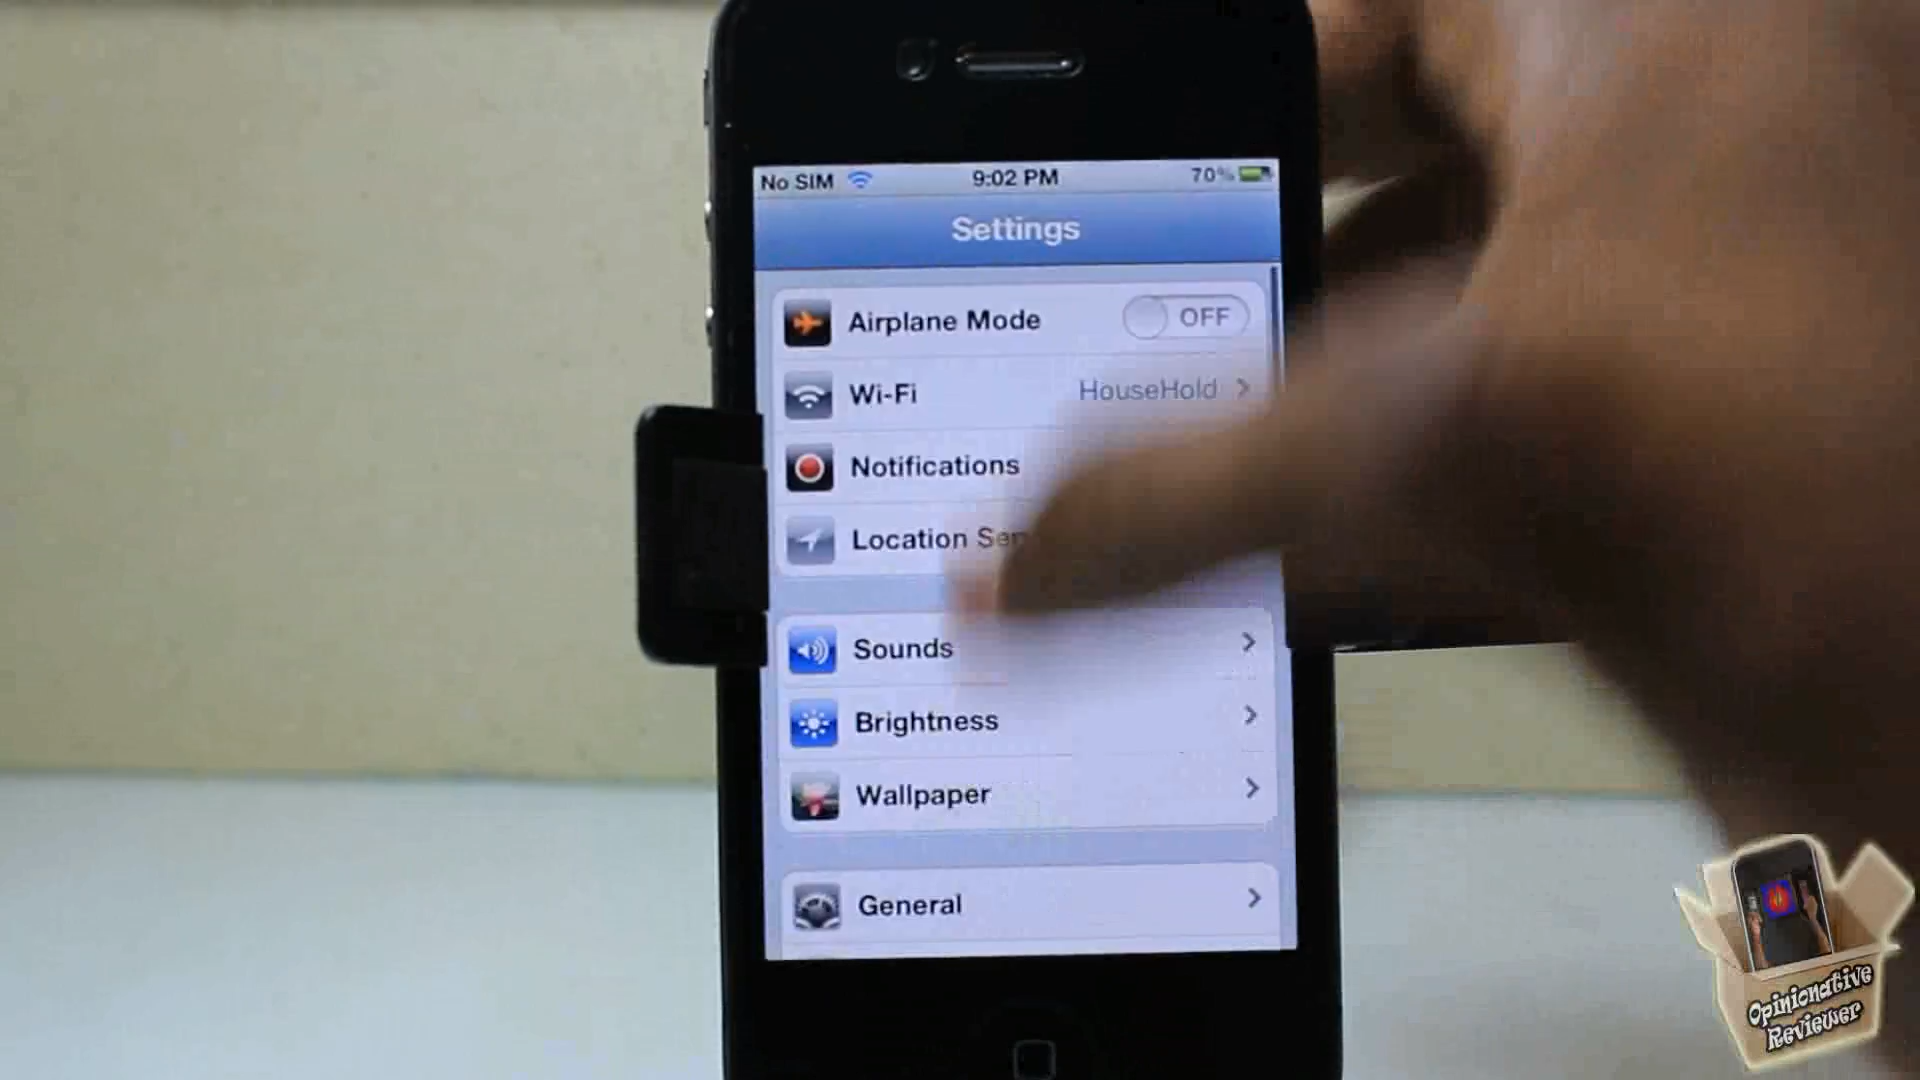 No SIM 9:02 PM 70%
Settings
Airplane Mode OFF
Wi-Fi HouseHold
Notifications
Location
Sounds
Brightness
Wallpaper
General
Opinionative
Reviewer